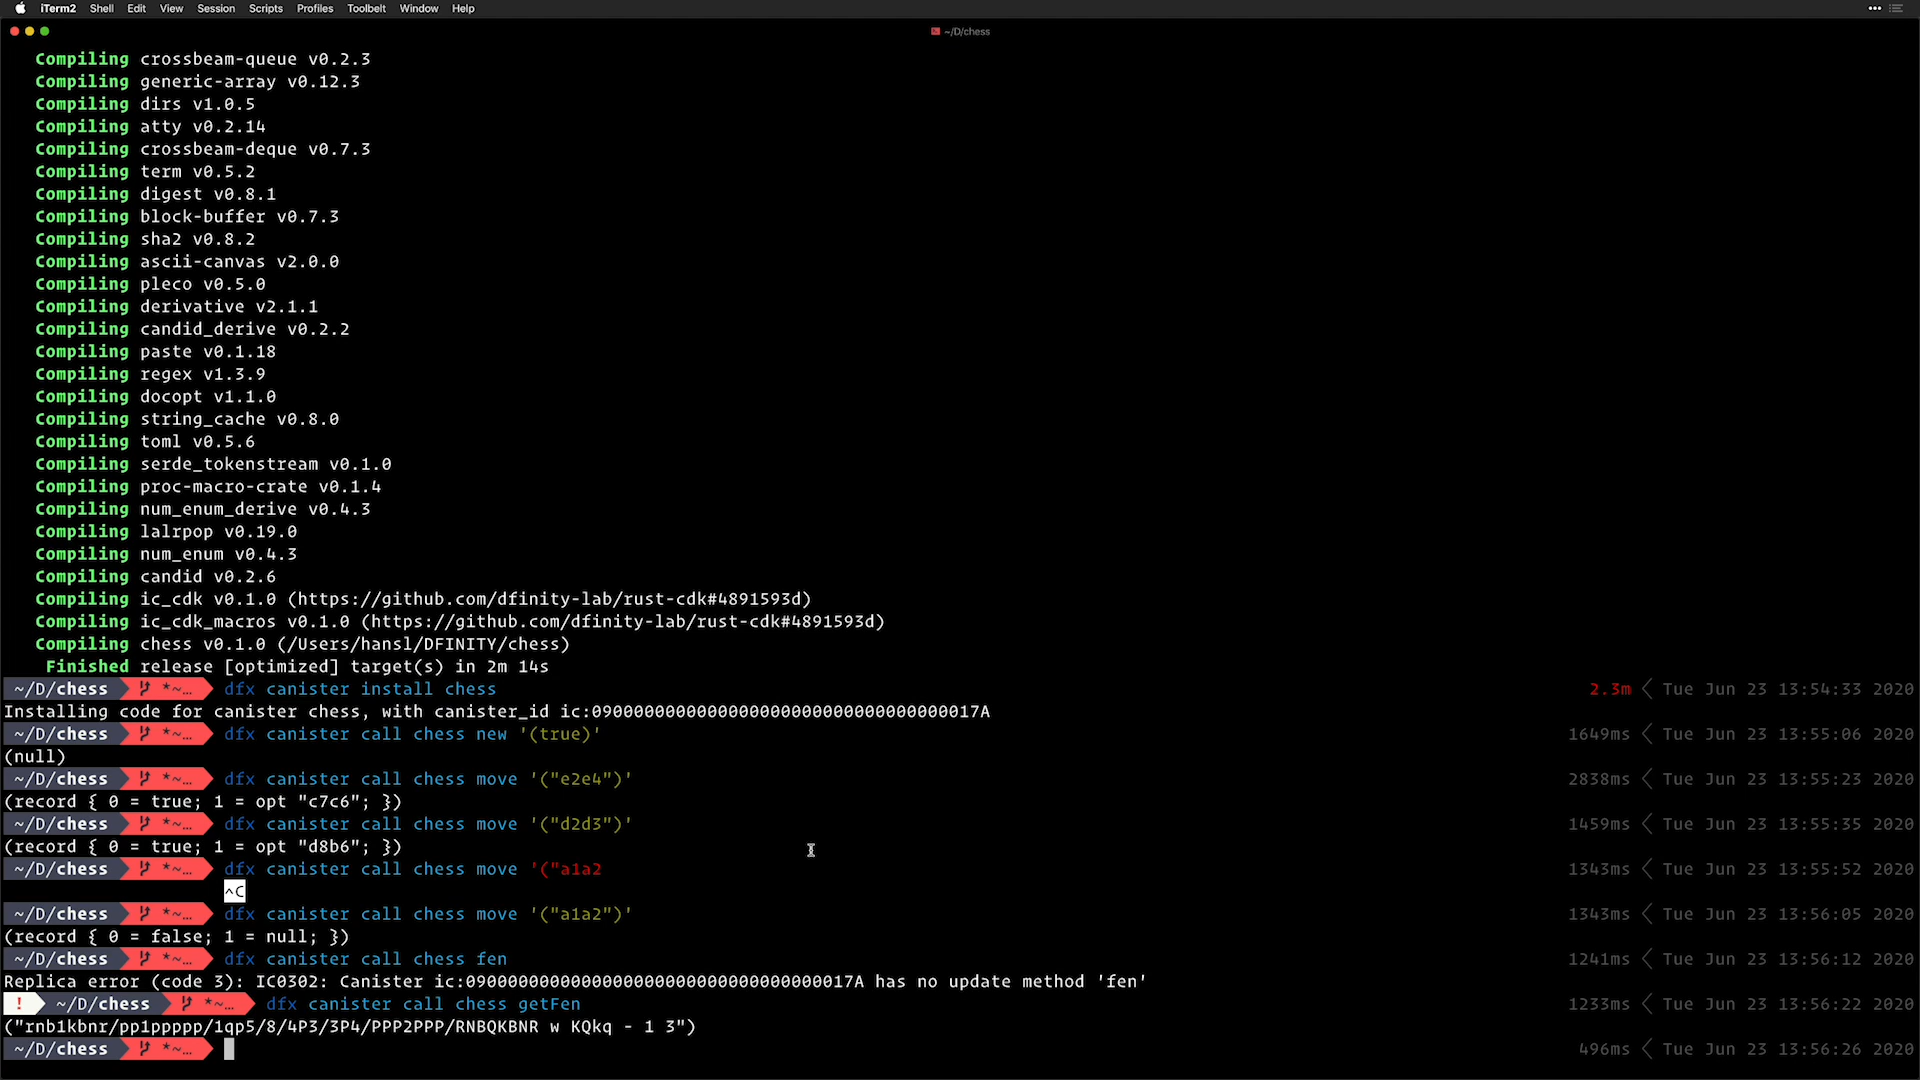 iTerm2 Shell Edit View Session Scripts Profiles Toolbelt Window Help
~/D/chess
Compiling crossbeam-queue v0.2.3
Compiling generic-array v0.12.3
Compiling dirs v1.0.5
Compiling atty v0.2.14
Compiling crossbeam-deque v0.7.3
Compiling term v0.5.2
Compiling digest v0.8.1
Compiling block-buffer v0.7.3
Compiling sha2 v0.8.2
Compiling ascii-canvas v2.0.0
Compiling pleco v0.5.0
Compiling derivative v2.1.1
Compiling candid_derive v0.2.2
Compiling paste v0.1.18
Compiling regex v1.3.9
Compiling docopt v1.1.0
Compiling string_cache v0.8.0
Compiling toml v0.5.6
Compiling serde_tokenstream v0.1.0
Compiling proc-macro-crate v0.1.4
Compiling num_enum_derive v0.4.3
Compiling lalrpop v0.19.0
Compiling num_enum v0.4.3
Compiling candid v0.2.6
Compiling ic_cdk v0.1.0 (https://github.com/dfinity-lab/rust-cdk#4891593d)
Compiling ic_cdk_macros v0.1.0 (https://github.com/dfinity-lab/rust-cdk#4891593d)
Compiling chess v0.1.0 (/Users/hansl/DFINITY/chess)
Finished release [optimized] target(s) in 2m 14s
~/D/chess *~… dfx canister install chess 2.3m Tue Jun 23 13:54:33 2020
Installing code for canister chess, with canister_id ic:09000000000000000000000000000000000017A
~/D/chess *~… dfx canister call chess new '(true)' 1649ms Tue Jun 23 13:55:06 2020
(null)
~/D/chess *~… dfx canister call chess move '("e2e4")' 2838ms Tue Jun 23 13:55:23 2020
(record { 0 = true; 1 = opt "c7c6"; })
~/D/chess *~… dfx canister call chess move '("d2d3")' 1459ms Tue Jun 23 13:55:35 2020
(record { 0 = true; 1 = opt "d8b6"; })
~/D/chess *~… dfx canister call chess move '("a1a2 1343ms Tue Jun 23 13:55:52 2020
^C
~/D/chess *~… dfx canister call chess move '("a1a2")' 1343ms Tue Jun 23 13:56:05 2020
(record { 0 = false; 1 = null; })
~/D/chess *~… dfx canister call chess fen 1241ms Tue Jun 23 13:56:12 2020
Replica error (code 3): IC0302: Canister ic:09000000000000000000000000000000000017A has no update method 'fen'
! ~/D/chess *~… dfx canister call chess getFen 1233ms Tue Jun 23 13:56:22 2020
("rnb1kbnr/pp1ppppp/1qp5/8/4P3/3P4/PPP2PPP/RNBQKBNR w KQkq - 1 3")
~/D/chess *~… 496ms Tue Jun 23 13:56:26 2020